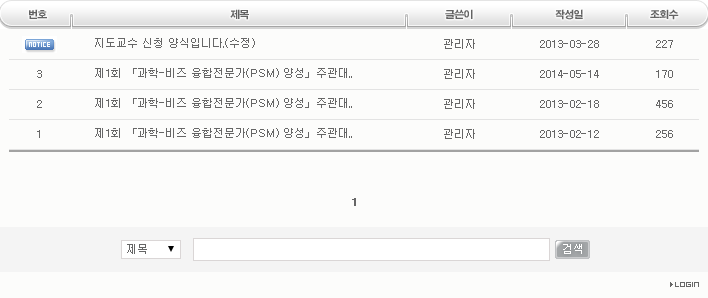 번호 제목 글쓴이 작성일 조회수
NOTICE 지도교수 신청 양식입니다.(수정) 관리자 2013-03-28 227
3 제1회 「과학-비즈 융합전문가(PSM) 양성」주관대.. 관리자 2014-05-14 170
2 제1회 「과학-비즈 융합전문가(PSM) 양성」주관대.. 관리자 2013-02-18 456
1 제1회 「과학-비즈 융합전문가(PSM) 양성」주관대.. 관리자 2013-02-12 256
1
제목 검색
LOGIN